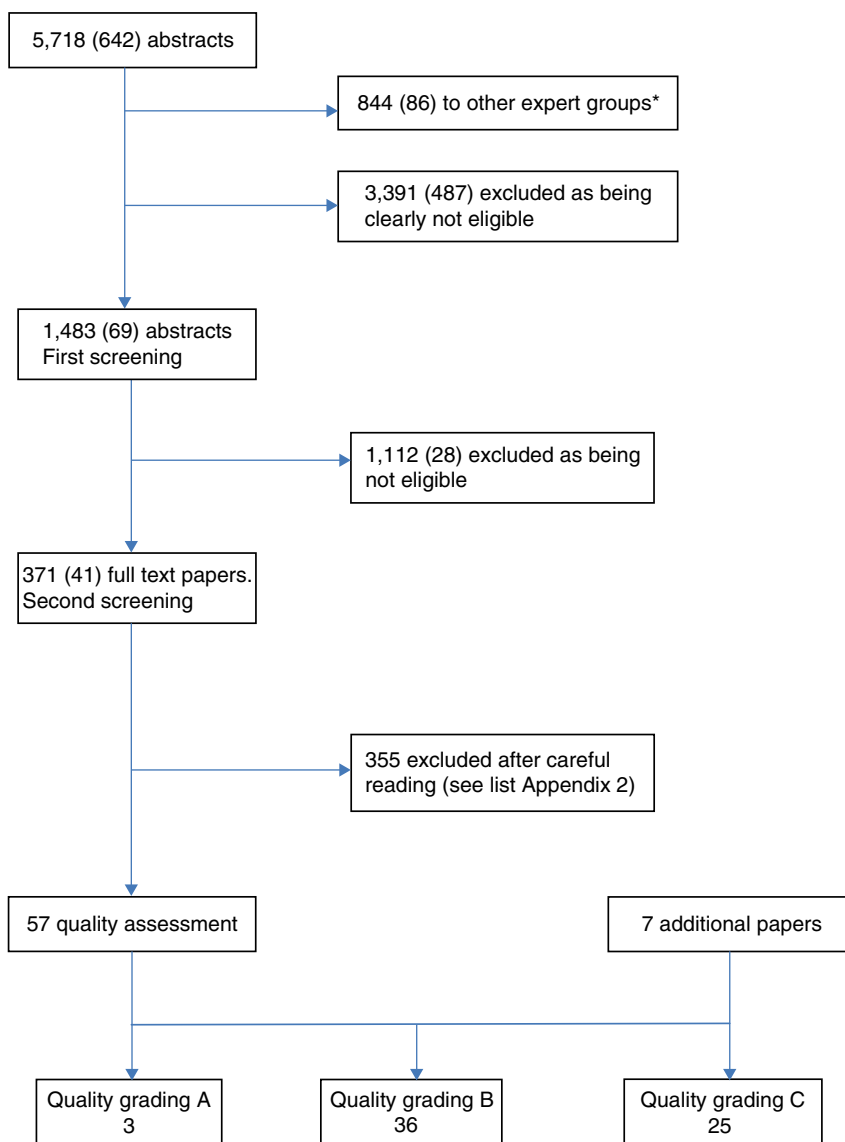 5,718 (642) abstracts
844 (86) to other expert groups*
3,391 (487) excluded as being
clearly not eligible
1,483 (69) abstracts
First screening
1,112 (28) excluded as being
not eligible
371 (41) full text papers.
Second screening
355 excluded after careful
reading (see list Appendix 2)
57 quality assessment
7 additional papers
Quality grading A
3
Quality grading B
36
Quality grading C
25